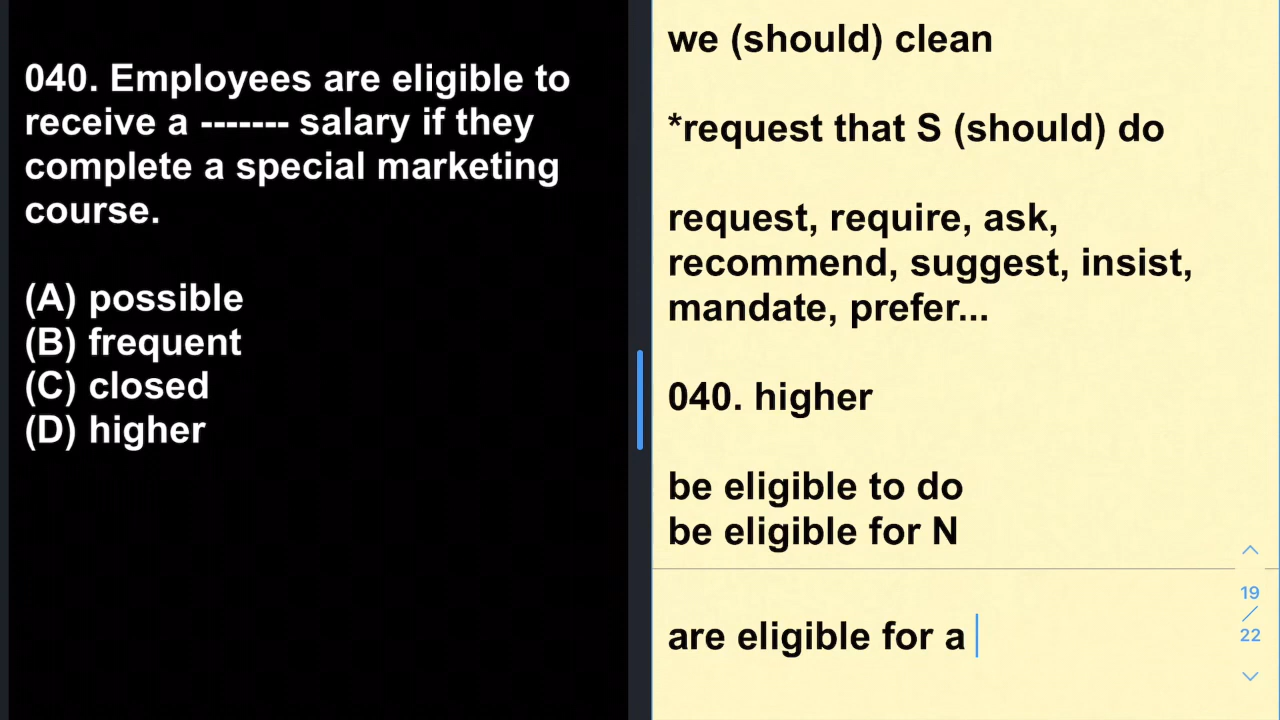 040. Employees are eligible to
receive a ------- salary if they
complete a special marketing
course.
(A) possible
(B) frequent
(C) closed
(D) higher
we (should) clean
*request that S (should) do
request, require, ask,
recommend, suggest, insist,
mandate, prefer...
040. higher
be eligible to do
be eligible for N
are eligible for a
19
/
22